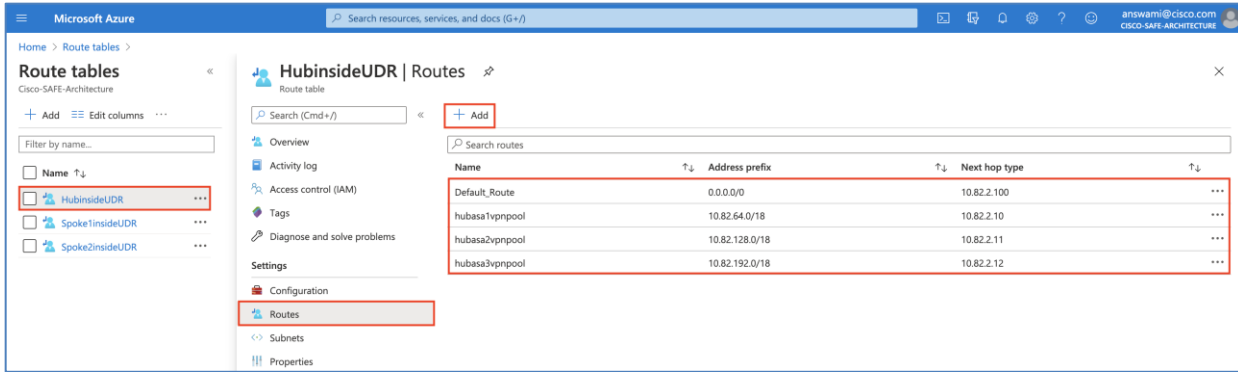 Microsoft Azure
Search resources, services, and docs (G+/)
answami@cisco.com
CISCO-SAFE-ARCHITECTURE
Home > Route tables >
Route tables
Cisco-SAFE-Architecture
+ Add Edit columns ...
Filter by name...
Name ↑↓
HubinsideUDR ...
Spoke1insideUDR ...
Spoke2insideUDR ...
HubinsideUDR | Routes
Route table
Search (Cmd+/)
Overview
Activity log
Access control (IAM)
Tags
Diagnose and solve problems
Settings
Configuration
Routes
Subnets
Properties
+ Add
Search routes
Name ↑↓ Address prefix ↑↓ Next hop type ↑↓
Default_Route 0.0.0.0/0 10.82.2.100 ...
hubasa1vpnpool 10.82.64.0/18 10.82.2.10 ...
hubasa2vpnpool 10.82.128.0/18 10.82.2.11 ...
hubasa3vpnpool 10.82.192.0/18 10.82.2.12 ...